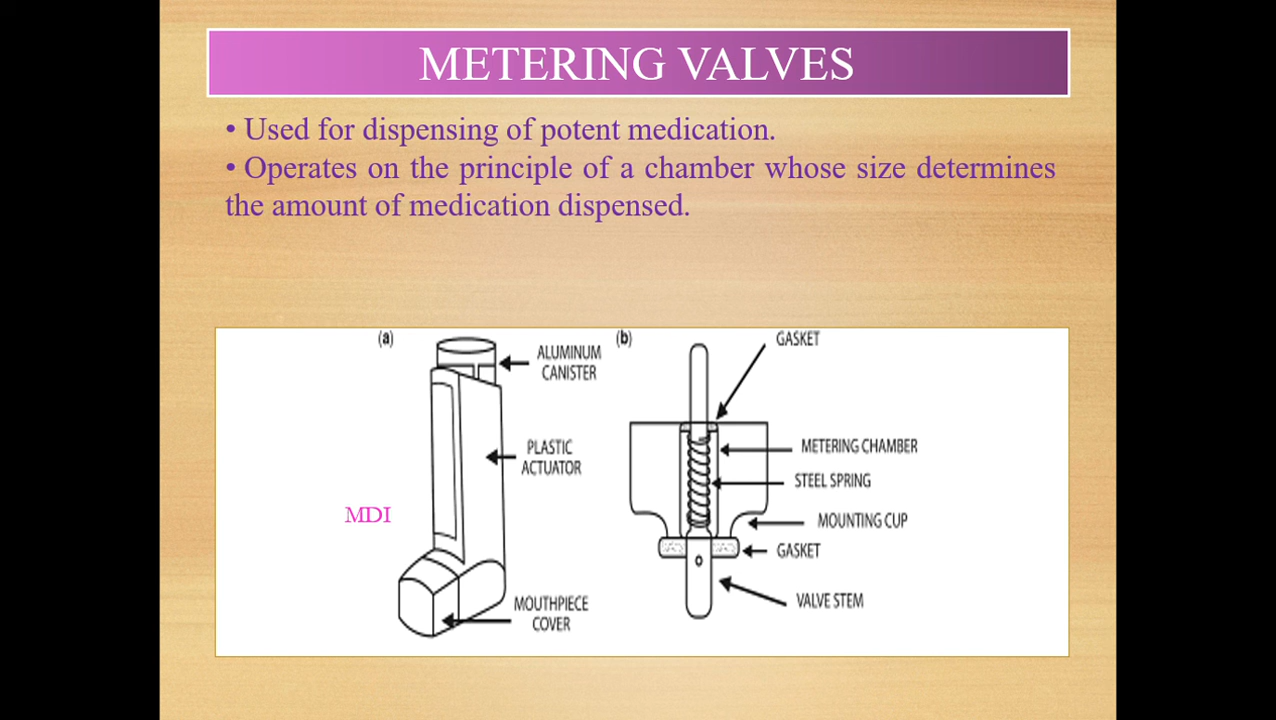 METERING VALVES
• Used for dispensing of potent medication.
• Operates on the principle of a chamber whose size determines
the amount of medication dispensed.
(a)
ALUMINUM
CANISTER
PLASTIC
ACTUATOR
MDI
MOUTHPIECE
COVER
(b)
GASKET
METERING CHAMBER
STEEL SPRING
MOUNTING CUP
GASKET
VALVE STEM